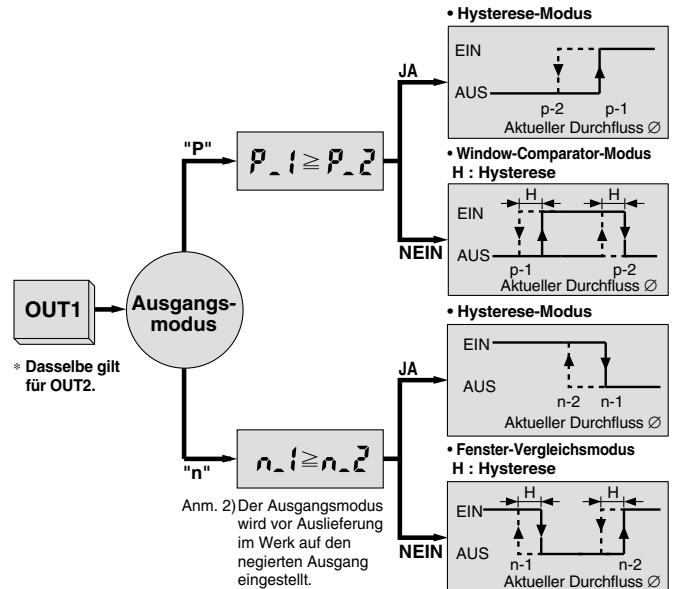 OUT1
* Dasselbe gilt
für OUT2.
Ausgangs-
modus
"P"
P_1 ≧ P_2
JA
NEIN
• Hysterese-Modus
EIN
AUS
p-2 p-1
Aktueller Durchfluss ∅
• Window-Comparator-Modus
H : Hysterese
H H
EIN
AUS
p-1 p-2
Aktueller Durchfluss ∅
"n"
n_1 ≧ n_2
Anm. 2) Der Ausgangsmodus
wird vor Auslieferung
im Werk auf den
negierten Ausgang
eingestellt.
JA
NEIN
• Hysterese-Modus
EIN
AUS
n-2 n-1
Aktueller Durchfluss ∅
• Fenster-Vergleichsmodus
H : Hysterese
H H
EIN
AUS
n-1 n-2
Aktueller Durchfluss ∅